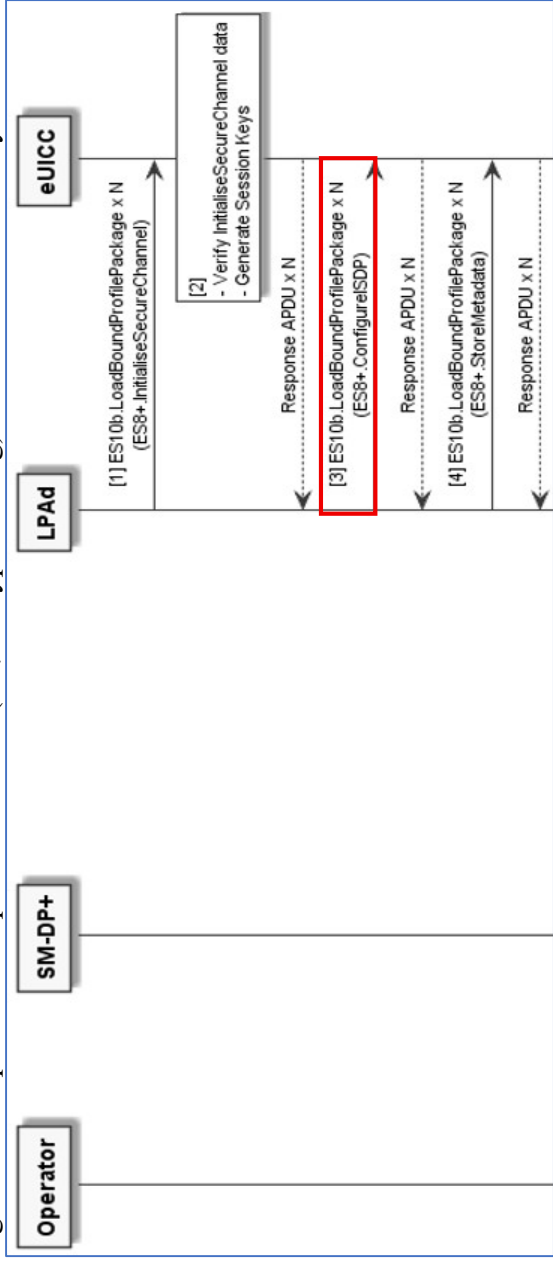 Operator
SM-DP+
LPAd
eUICC
[1] ES10b.LoadBoundProfilePackage x N
(ES8+.InitialiseSecureChannel)
[2]
- Verify InitialiseSecureChannel data
- Generate Session Keys
Response APDU x N
[3] ES10b.LoadBoundProfilePackage x N
(ES8+.ConfigureISDP)
Response APDU x N
[4] ES10b.LoadBoundProfilePackage x N
(ES8+.StoreMetadata)
Response APDU x N